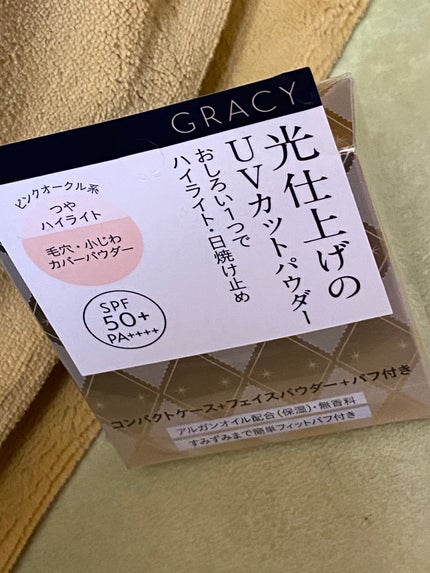 GRACY
光仕上げの
UVカットパウダー
おしろい1つで
ハイライト・日焼け止め
ピンクオークル系
つや
ハイライト
毛穴・小じわ
カバーパウダー
SPF
50+
PA++++
コンパクトケース+フェイスパウダー+パフ付き
アルガンオイル配合(保湿)・無香料
すみずみまで簡単フィットパフ付き